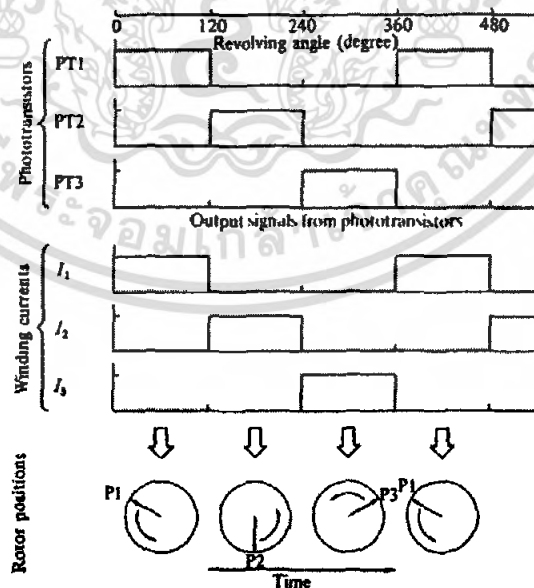 0 120 240 360 480
Revolving angle (degree)
Phototransistors
PT1
PT2
PT3
Output signals from phototransistors
Winding currents
I₁
I₂
I₃
Rotor positions
P1
P2
P3
P1
Time